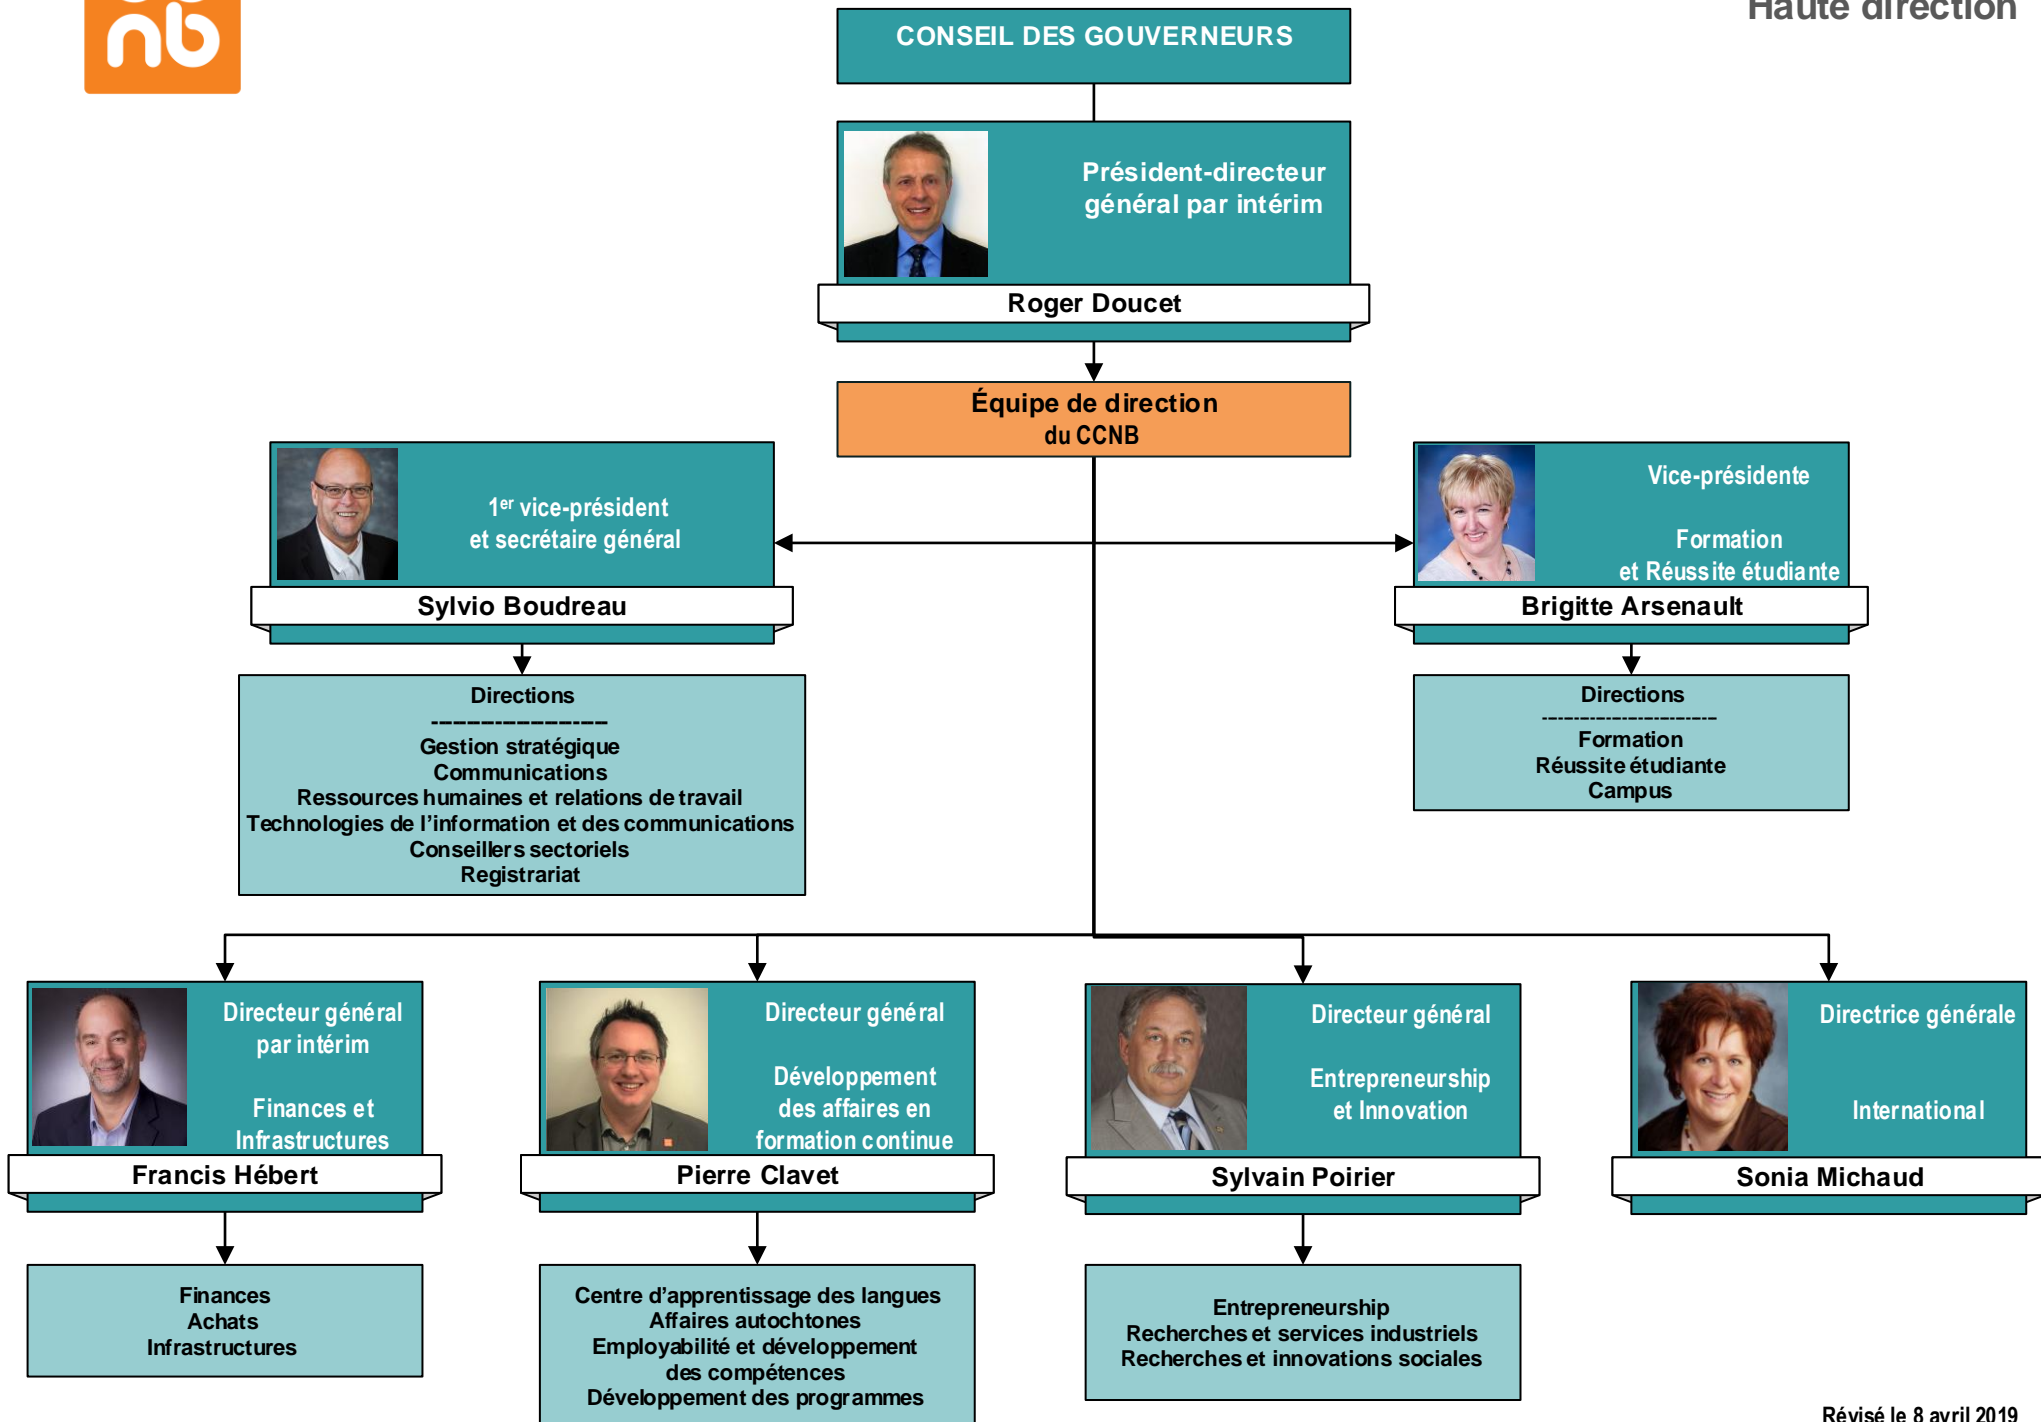 nb
Haute direction
CONSEIL DES GOUVERNEURS
Président-directeur
général par intérim
Roger Doucet
Équipe de direction
du CCNB
1er vice-président
et secrétaire général
Sylvio Boudreau
Vice-présidente
Formation
et Réussite étudiante
Brigitte Arsenault
Directions
-------------------------
Gestion stratégique
Communications
Ressources humaines et relations de travail
Technologies de l'information et des communications
Conseillers sectoriels
Registrariat
Directions
----------------------------
Formation
Réussite étudiante
Campus
Directeur général
par intérim
Finances et
Infrastructures
Francis Hébert
Directeur général
Développement
des affaires en
formation continue
Pierre Clavet
Directeur général
Entrepreneurship
et Innovation
Sylvain Poirier
Directrice générale
International
Sonia Michaud
Finances
Achats
Infrastructures
Centre d'apprentissage des langues
Affaires autochtones
Employabilité et développement
des compétences
Développement des programmes
Entrepreneurship
Recherches et services industriels
Recherches et innovations sociales
Révisé le 8 avril 2019